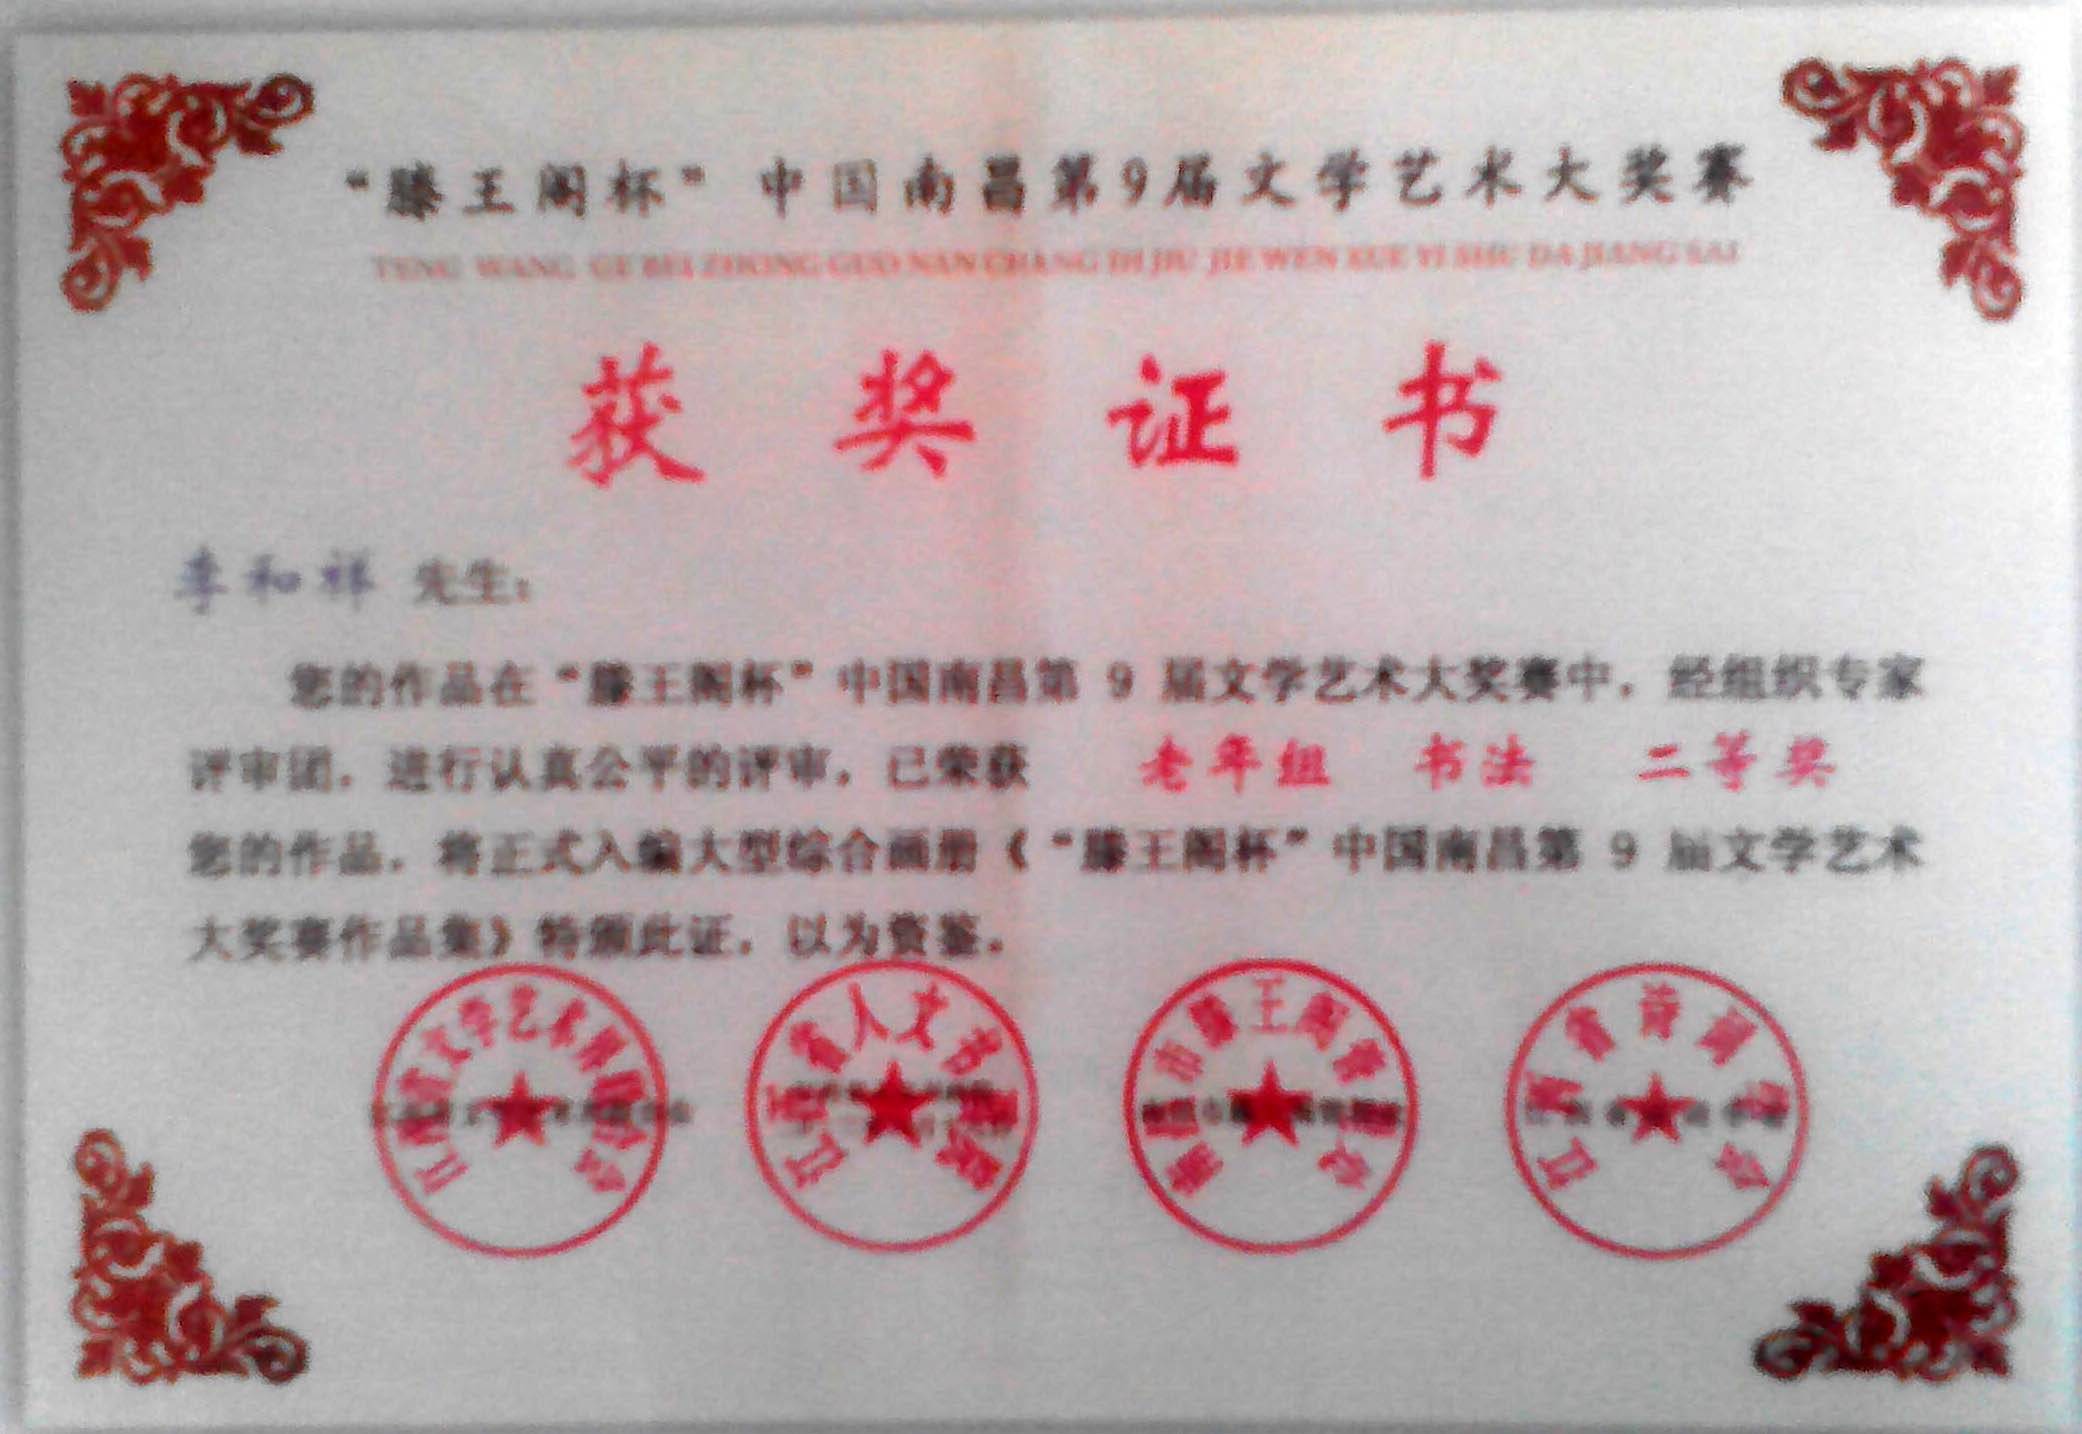 “滕王阁杯”中国南昌第9届文学艺术大奖赛
TENG WANG GE BEI ZHONG GUO NAN CHANG DI JIU JIE WEN XUE YI SHU DA JIANG SAI
获奖证书
李和祥 先生:
您的作品在“滕王阁杯”中国南昌第 9 届文学艺术大奖赛中，经组织专家
评审团，进行认真公平的评审，已荣获 老年组 书法 二等奖
您的作品，将正式入编大型综合画册《“滕王阁杯”中国南昌第 9 届文学艺术
大奖赛作品集》特颁此证，以为资鉴。
江西省诗词学会